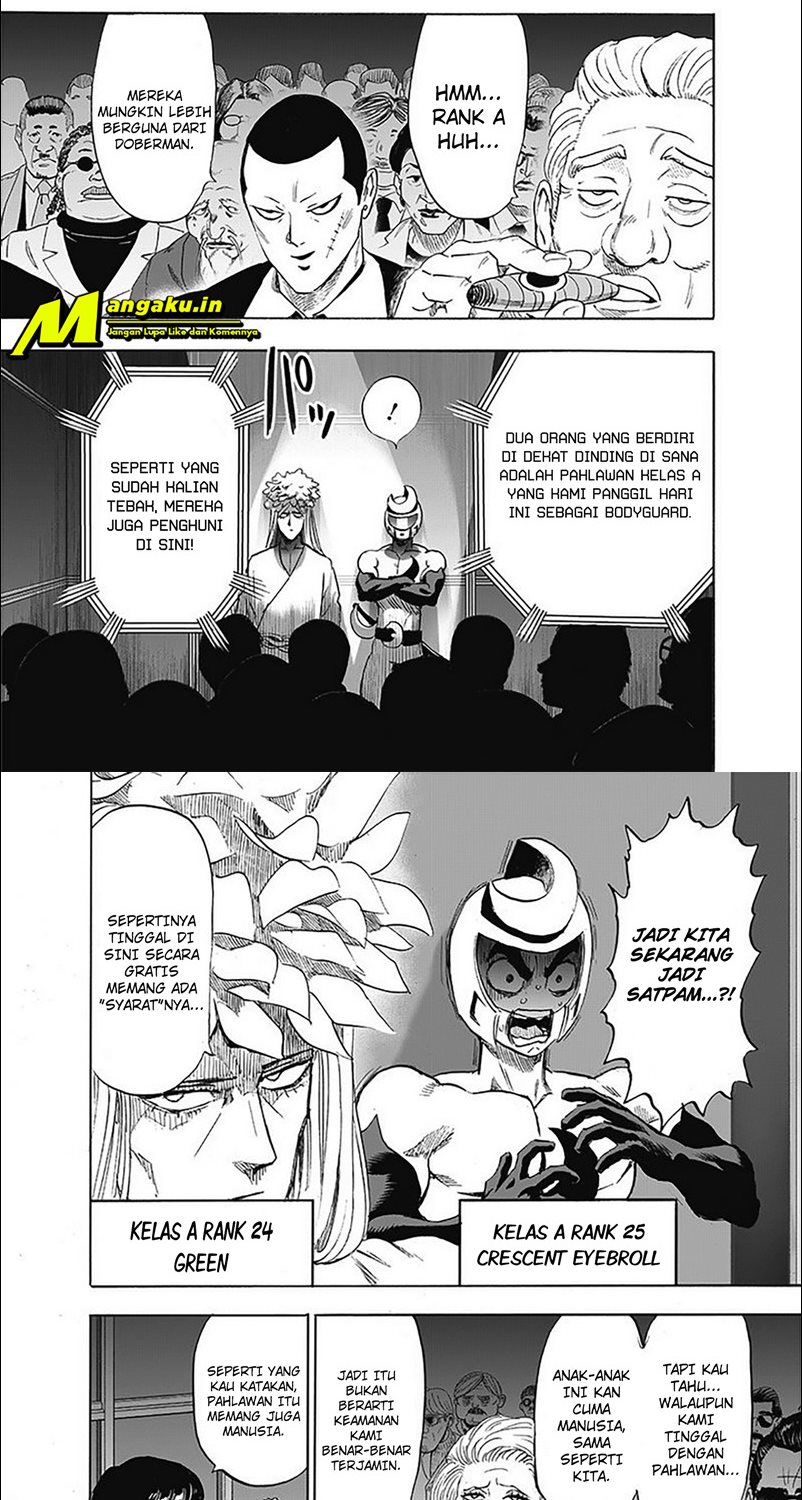 HMM...
RANK A
HUH...
MEREKA
MUNGKIN LEBIH
BERGUNA DARI
DOBERMAN.
Mangaku.in
Jangan Lupa Like dan Komennya
DUA ORANG YANG BERDIRI
DI DEKAT DINDING DI SANA
ADALAH PAHLAWAN KELAS A
YANG KAMI PANGGIL HARI
INI SEBAGAI BODYGUARD.
!
パッ
SEPERTI YANG
SUDAH HALIAN
TEBAH, MEREHA
JUGA PENGHUNI
DI SINI!
JADI KITA
SEKARANG
JADI
SATPAM...?!
SEPERTINYA
TINGGAL DI
SINI SECARA
GRATIS
MEMANG ADA
"SYARAT"NYA...
KELAS A RANK 25
CRESCENT EYEBROLL
KELAS A RANK 24
GREEN
TAPI KAU
TAHU...
WALAUPUN
KAMI
TINGGAL
DENGAN
PAHLAWAN...
ANAK-ANAK
INI KAN
CUMA
MANUSIA,
SAMA
SEPERTI
KITA.
JADI ITU
BUKAN
BERARTI
KEAMANAN
KAMI
BENAR-BENAR
TERJAMIN.
SEPERTI YANG
KAU KATAKAN,
PAHLAWAN ITU
MEMANG JUGA
MANUSIA.